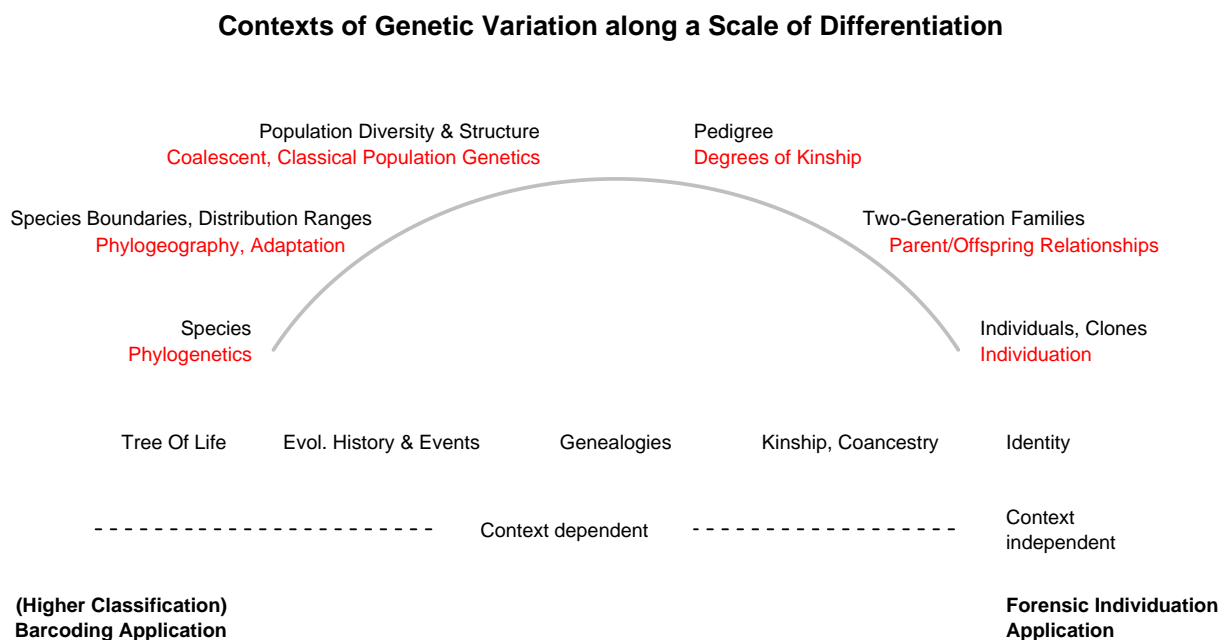 Contexts of Genetic Variation along a Scale of Differentiation
Population Diversity & Structure
Coalescent, Classical Population Genetics
Pedigree
Degrees of Kinship
Species Boundaries, Distribution Ranges
Phylogeography, Adaptation
Two-Generation Families
Parent/Offspring Relationships
Species
Phylogenetics
Individuals, Clones
Individuation
Tree Of Life
Evol. History & Events
Genealogies
Kinship, Coancestry
Identity
Context dependent
Context
independent
(Higher Classification)
Barcoding Application
Forensic Individuation
Application